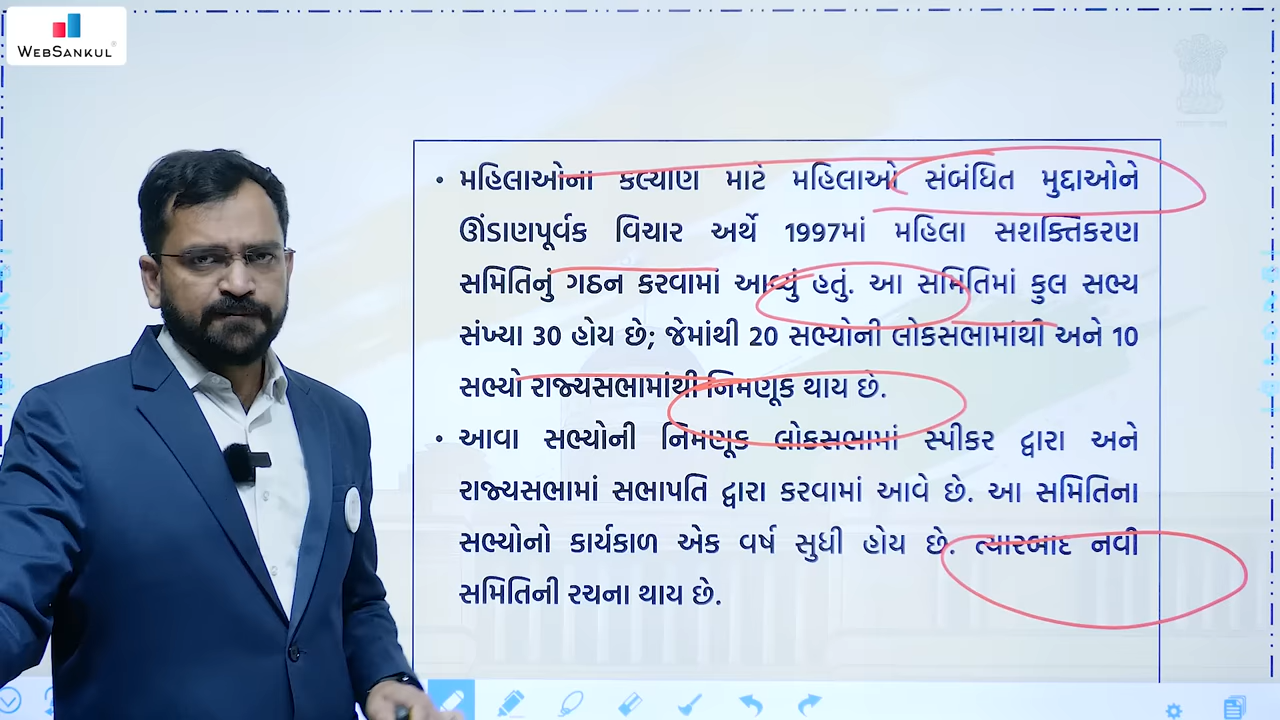 WEBSANKUL
• મહિલાઓના કલ્યાણ માટે મહિલાઓ સંબંધિત મુદ્દાઓને
ઊંડાણપૂર્વક વિચાર અર્થે 1997માં મહિલા સશક્તિકરણ
સમિતિનું ગઠન કરવામાં આવ્યું હતું. આ સમિતિમાં કુલ સભ્ય
સંખ્યા 30 હોય છે; જેમાંથી 20 સભ્યોની લોકસભામાંથી અને 10
સભ્યો રાજ્યસભામાંથી નિમણૂક થાય છે.
• આવા સભ્યોની નિમણૂક લોકસભામાં સ્પીકર દ્વારા અને
રાજ્યસભામાં સભાપતિ દ્વારા કરવામાં આવે છે. આ સમિતિના
સભ્યોનો કાર્યકાળ એક વર્ષ સુધી હોય છે. ત્યારબાદ નવી
સમિતિની રચના થાય છે.